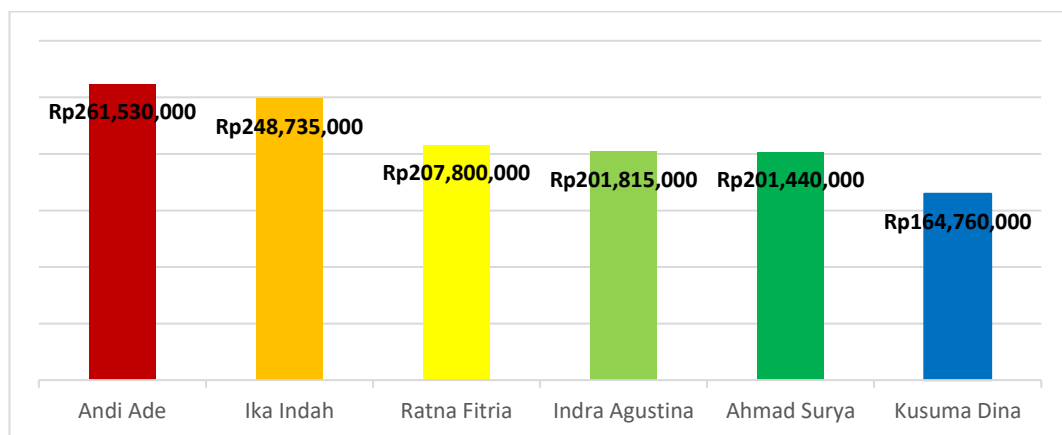 Rp261,530,000
Rp248,735,000
Rp207,800,000
Rp201,815,000
Rp201,440,000
Rp164,760,000
Andi Ade
Ika Indah
Ratna Fitria
Indra Agustina
Ahmad Surya
Kusuma Dina